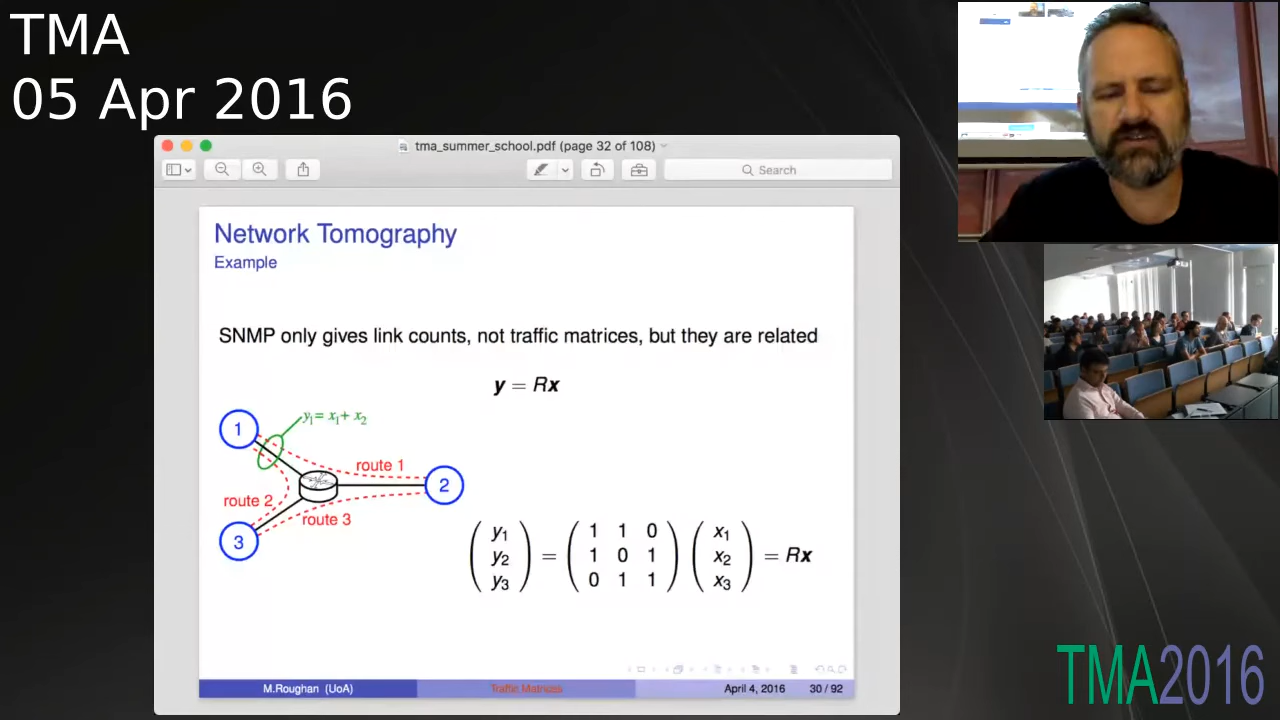 TMA
05 Apr 2016
tma_summer_school.pdf (page 32 of 108)
Search
Network Tomography
Example
SNMP only gives link counts, not traffic matrices, but they are related
y = Rx
y1 = x1 + x2
1
route 1
2
route 2
route 3
3
( y1 ) = ( 1 1 0 ) ( x1 ) = Rx
( y2 ) ( 1 0 1 ) ( x2 )
( y3 ) ( 0 1 1 ) ( x3 )
M.Roughan (UoA)
Traffic Matrices
April 4, 2016
30 / 92
TMA2016